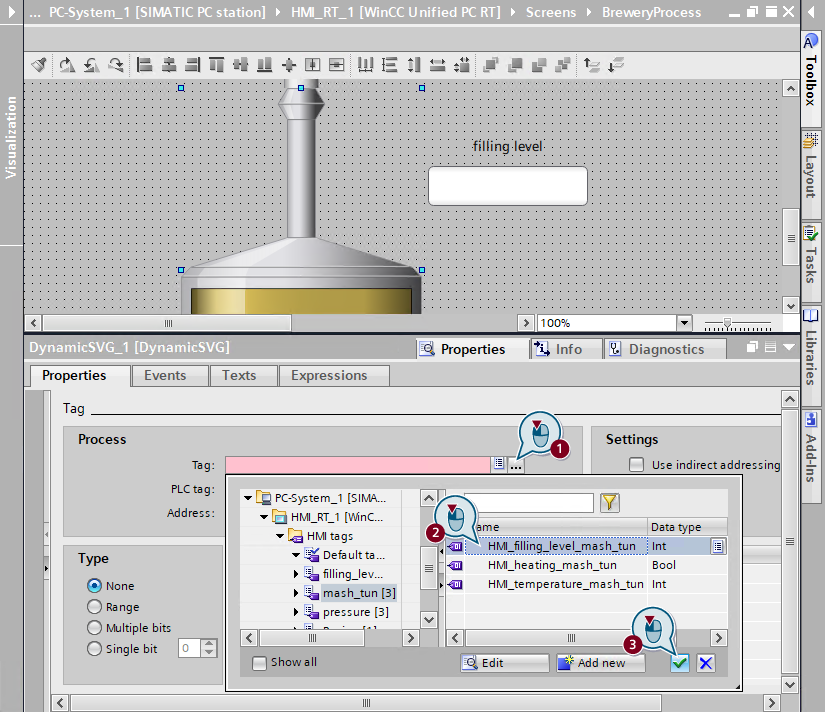 ... PC-System_1 [SIMATIC PC station] HMI_RT_1 [WinCC Unified PC RT] Screens BreweryProcess
Visualization
Toolbox
Layout
Tasks
Libraries
Add-Ins
filling level
100%
DynamicSVG_1 [DynamicSVG]
Properties
Info
Diagnostics
Properties
Events
Texts
Expressions
Tag
Process
Settings
Tag:
...
1
Use indirect addressing
PLC tag:
Address:
PC-System_1 [SIMA...
HMI_RT_1 [WinC...
HMI tags
Default ta...
filling_lev...
mash_tun [3]
pressure [3]
2
ame
Data type
HMI_filling_level_mash_tun Int
HMI_heating_mash_tun Bool
HMI_temperature_mash_tun Int
Type
None
Range
Multiple bits
Single bit
0
3
Show all
Edit
Add new